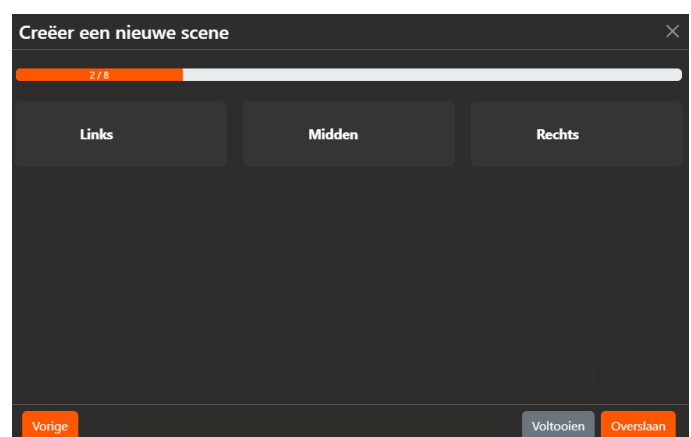 Creëer een nieuwe scene
2 / 8
Links Midden Rechts
Vorige Voltooien Overslaan